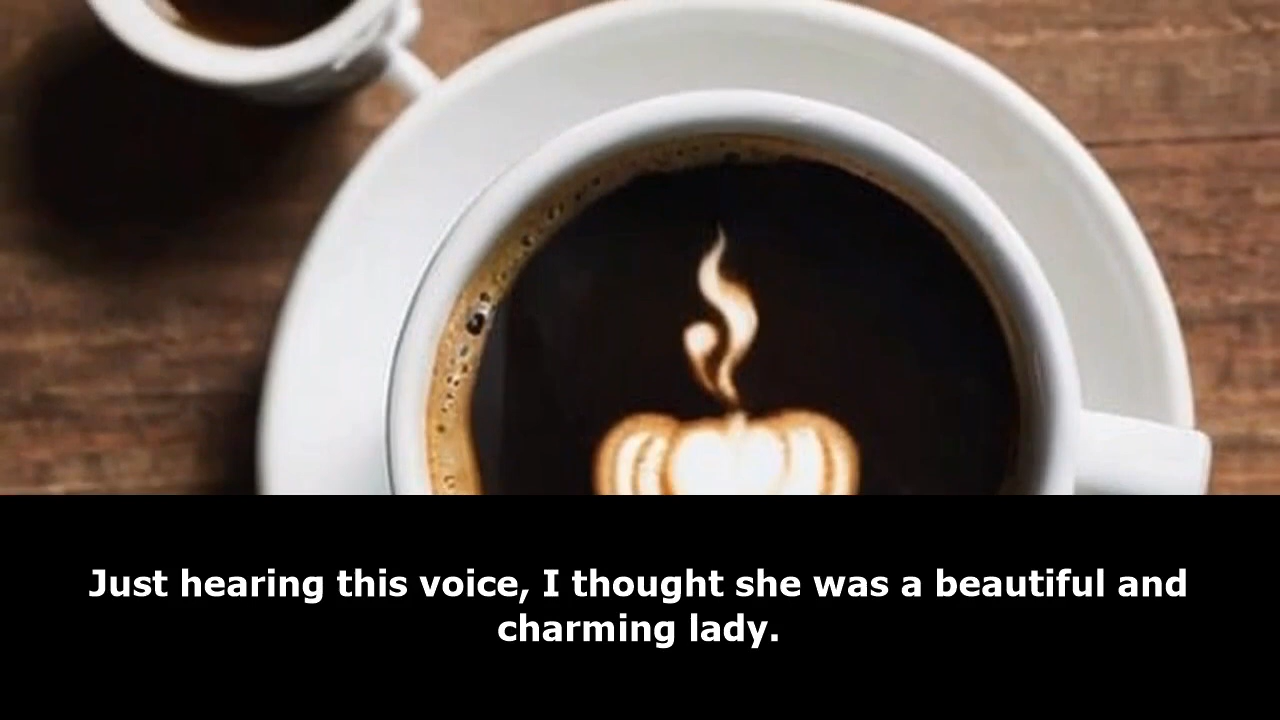 Just hearing this voice, I thought she was a beautiful and
charming lady.